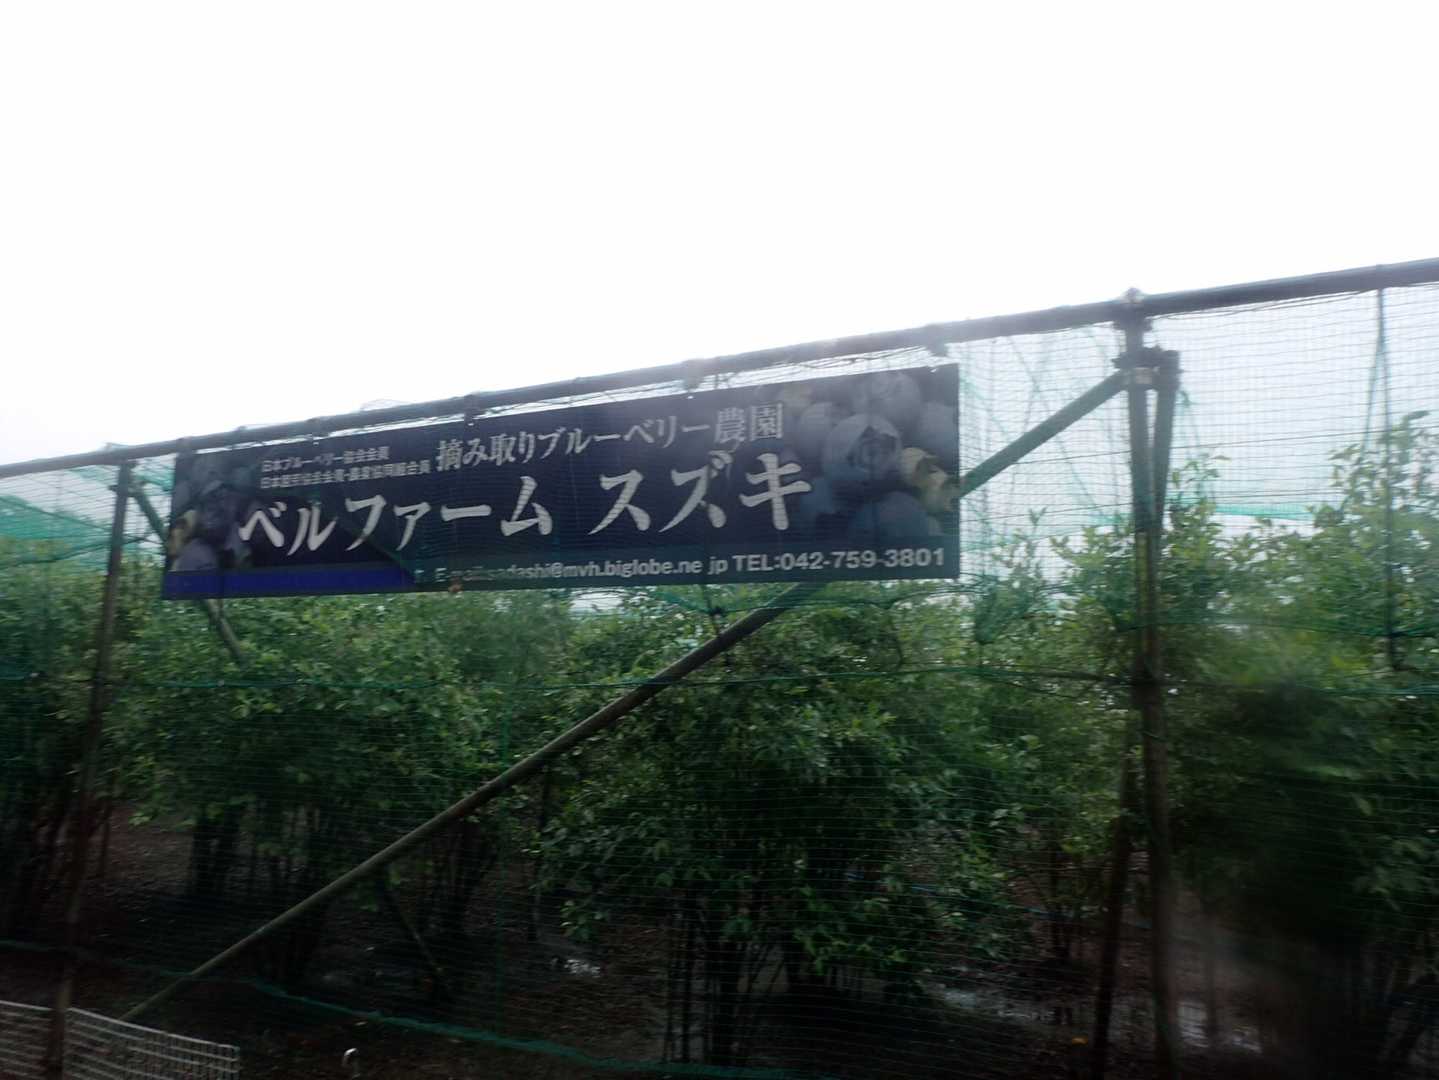 日本ブルーベリー協会会員
摘み取りブルーベリー農園
ベルファーム スズキ
TEL:042-759-3801